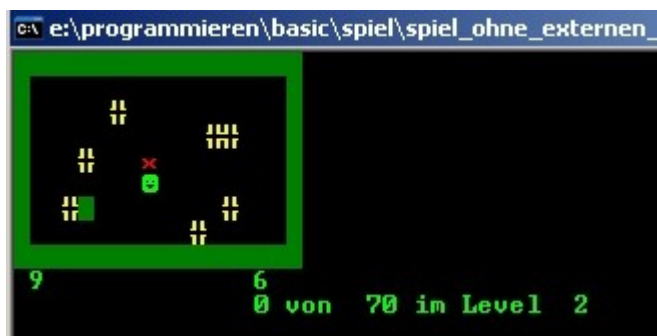 e:\programmieren\basic\spiel\spiel_ohne_externen_
9 6
0 von 70 im Level 2